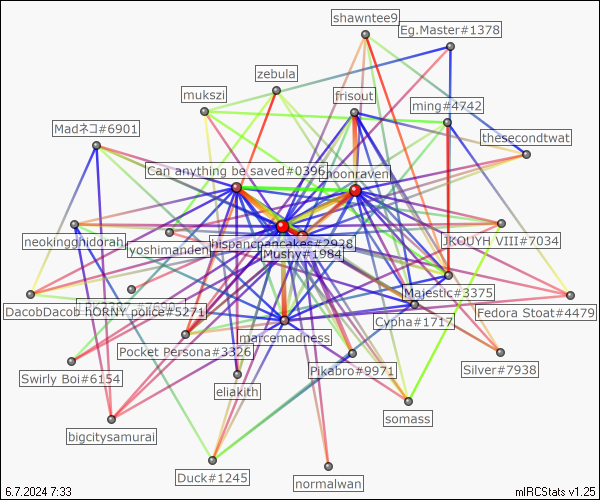 shawntee9
Eg.Master#1378
zebula
mukszi
frisout
ming#4742
Madネコ#6901
thesecondtwat
Can anything be saved#0396
noonraven
neokingghidorah
yoshimanden
hispancpancakes#2928
Mushy#1984
JKOUYH VIII#7034
Majestic#3375
DacobDacob
hORNY police#5271
Fedora Stoat#4479
Cypha#1717
marcemadness
Pocket Persona#3326
Swirly Boi#6154
Pikabro#9971
Silver#7938
eliakith
somass
bigcitysamurai
Duck#1245
normalwan
6.7.2024 7:33
mIRCStats v1.25